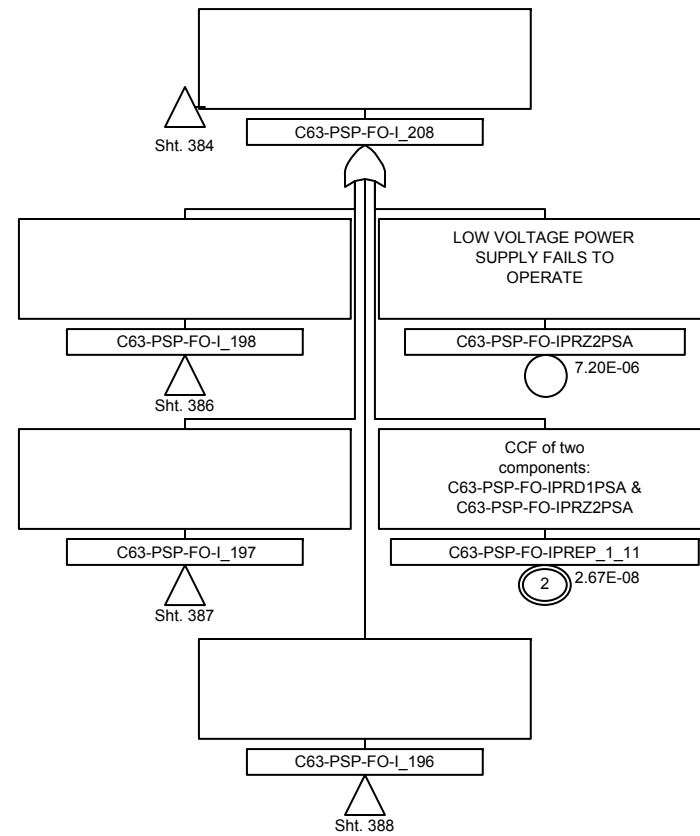 C63-PSP-FO-I_208
Sht. 384
LOW VOLTAGE POWER
SUPPLY FAILS TO
OPERATE
C63-PSP-FO-I_198
C63-PSP-FO-IPRZ2PSA
7.20E-06
Sht. 386
CCF of two
components:
C63-PSP-FO-IPRD1PSA &
C63-PSP-FO-IPRZ2PSA
C63-PSP-FO-I_197
C63-PSP-FO-IPREP_1_11
2
2.67E-08
Sht. 387
C63-PSP-FO-I_196
Sht. 388